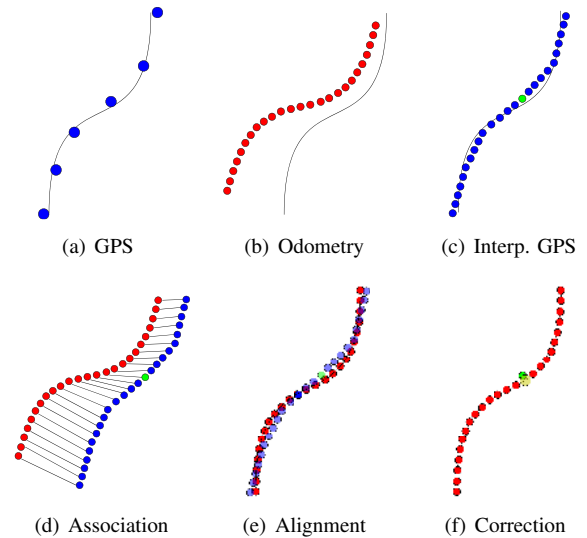 (a) GPS
(b) Odometry
(c) Interp. GPS
(d) Association
(e) Alignment
(f) Correction